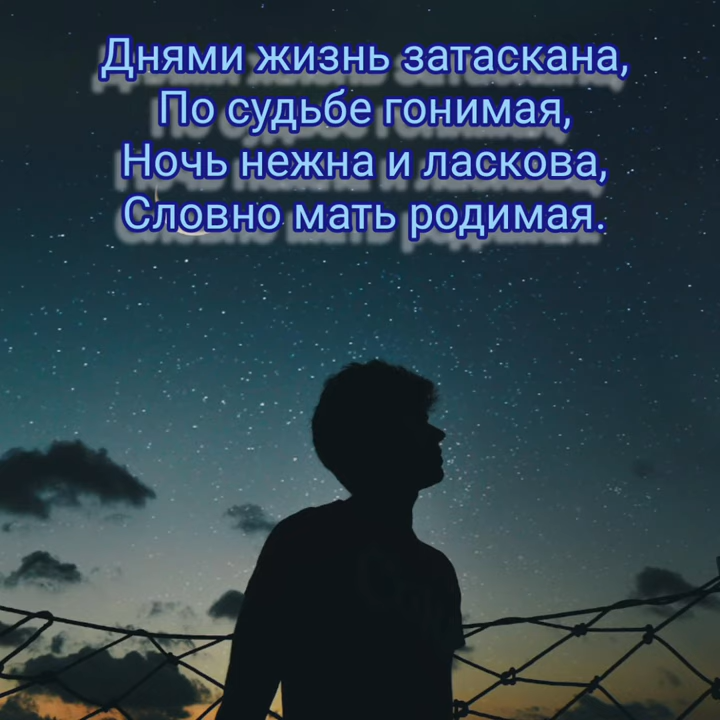 Днями жизнь затаскана,
По судьбе гонимая,
Ночь нежна и ласкова,
Словно мать родимая.